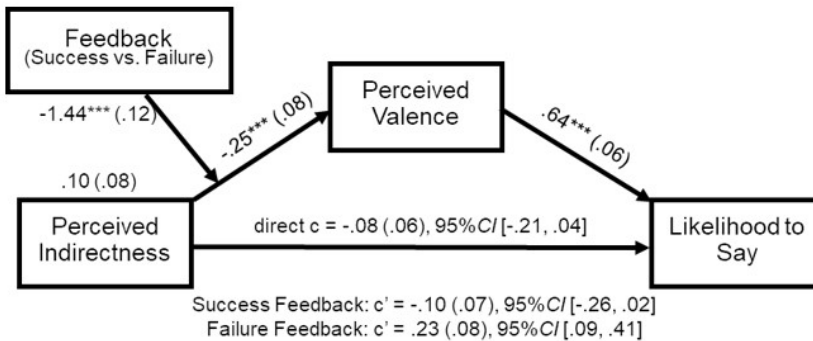 Feedback
(Success vs. Failure)
-1.44*** (.12)
-.25*** (.08)
Perceived
Valence
.64*** (.06)
.10 (.08)
Perceived
Indirectness
direct c = -.08 (.06), 95%CI [-.21, .04]
Likelihood to
Say
Success Feedback: c' = -.10 (.07), 95%CI [-.26, .02]
Failure Feedback: c' = .23 (.08), 95%CI [.09, .41]